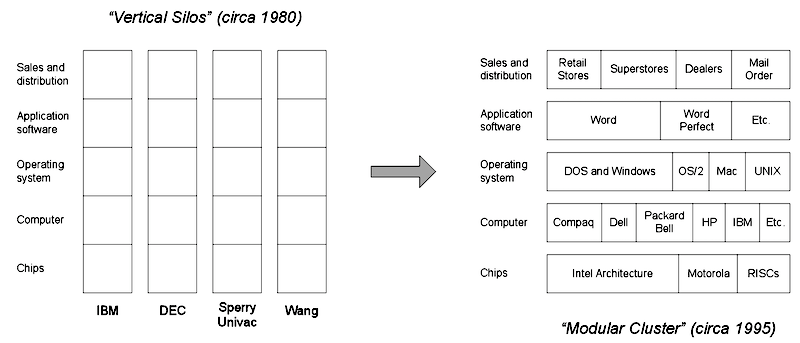 "Vertical Silos" (circa 1980)
Sales and
distribution
Application
software
Operating
system
Computer
Chips
IBM
DEC
Sperry
Univac
Wang
Sales and
distribution
Retail
Stores
Superstores
Dealers
Mail
Order
Application
software
Word
Word
Perfect
Etc.
Operating
system
DOS and Windows
OS/2
Mac
UNIX
Computer
Compaq
Dell
Packard
Bell
HP
IBM
Etc.
Chips
Intel Architecture
Motorola
RISCs
"Modular Cluster" (circa 1995)